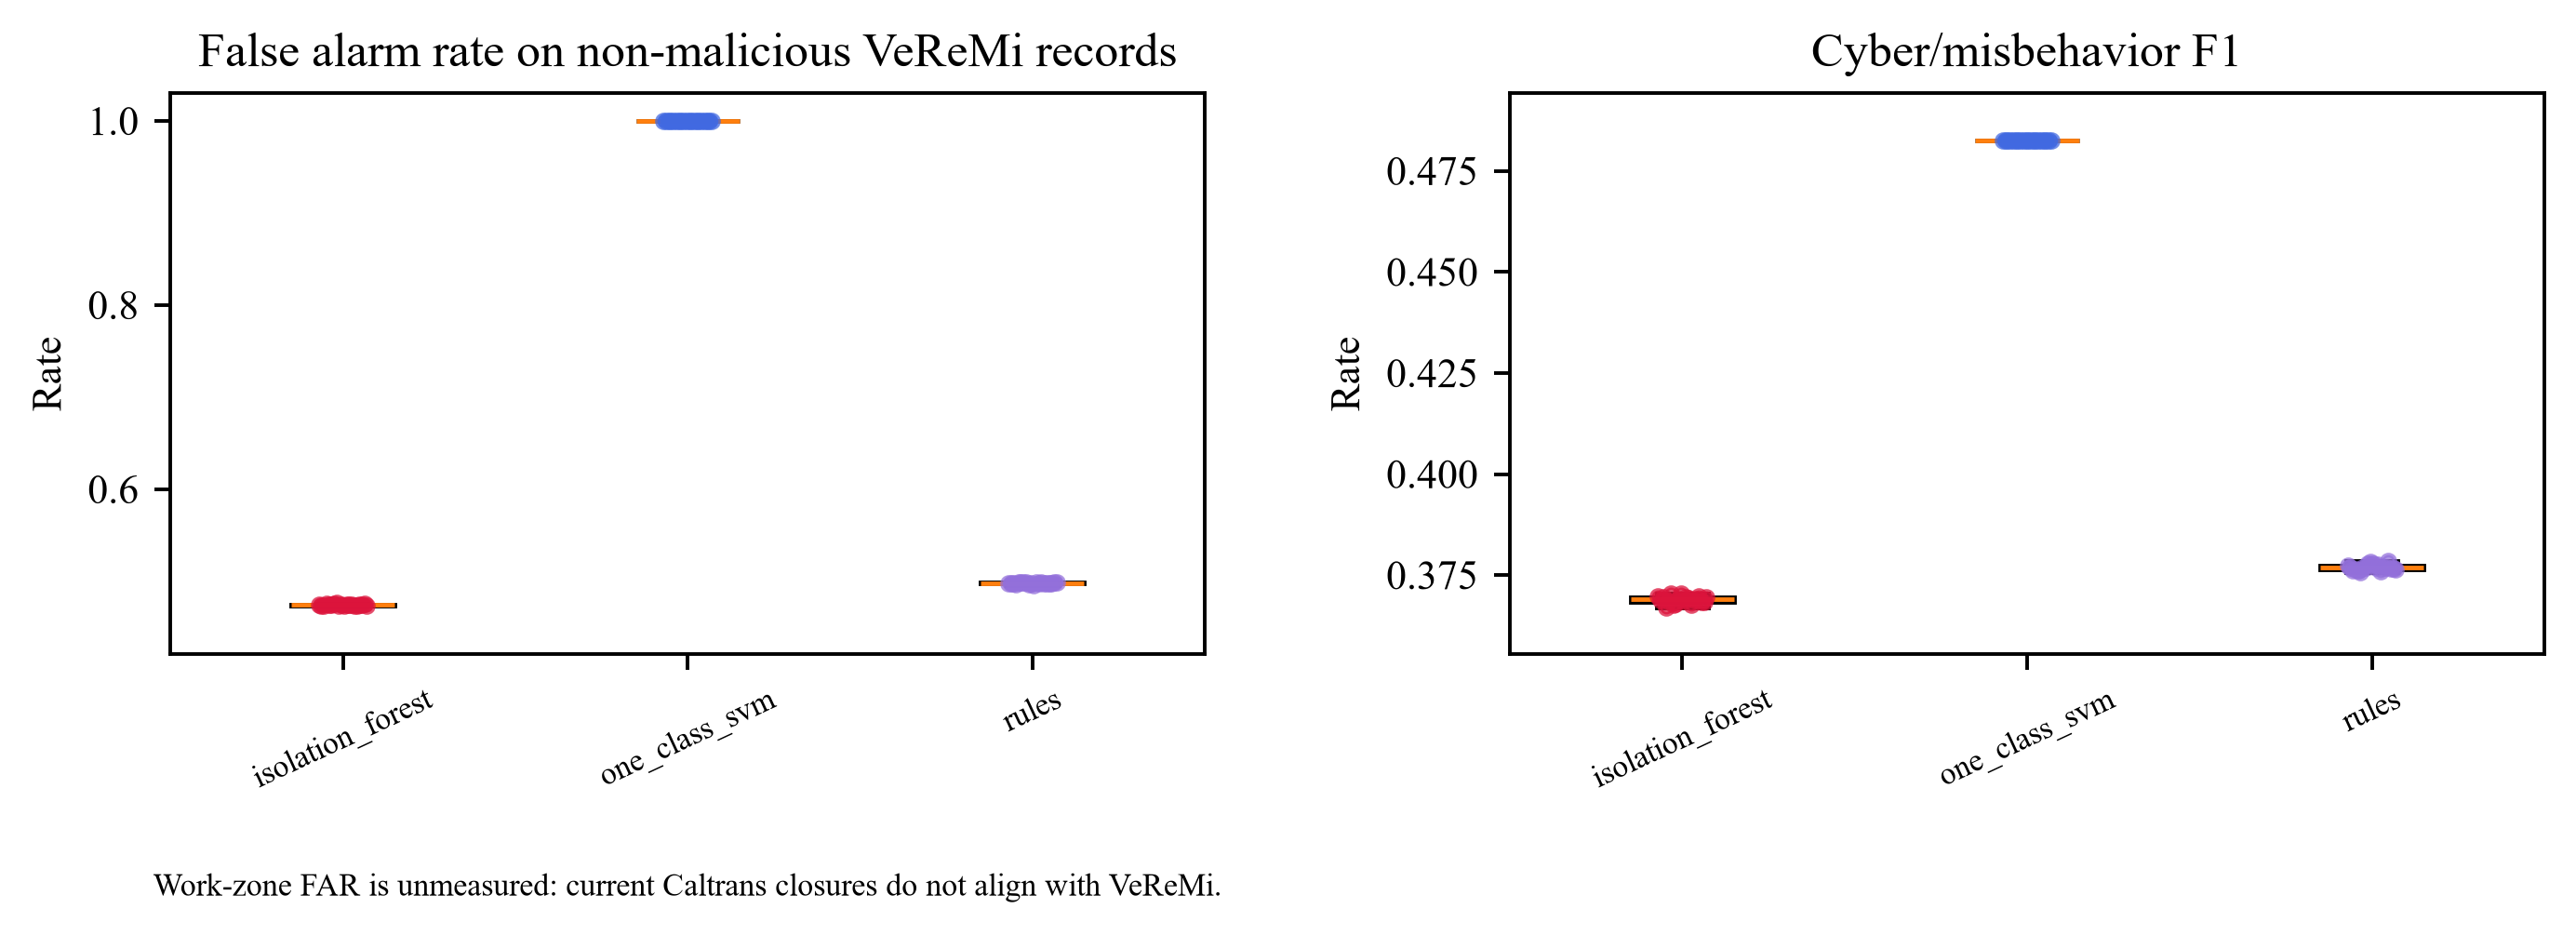 False alarm rate on non-malicious VeReMi records
Rate
1.0
0.8
0.6
isolation_forest
one_class_svm
rules
Cyber/misbehavior F1
Rate
0.475
0.450
0.425
0.400
0.375
isolation_forest
one_class_svm
rules
Work-zone FAR is unmeasured: current Caltrans closures do not align with VeReMi.